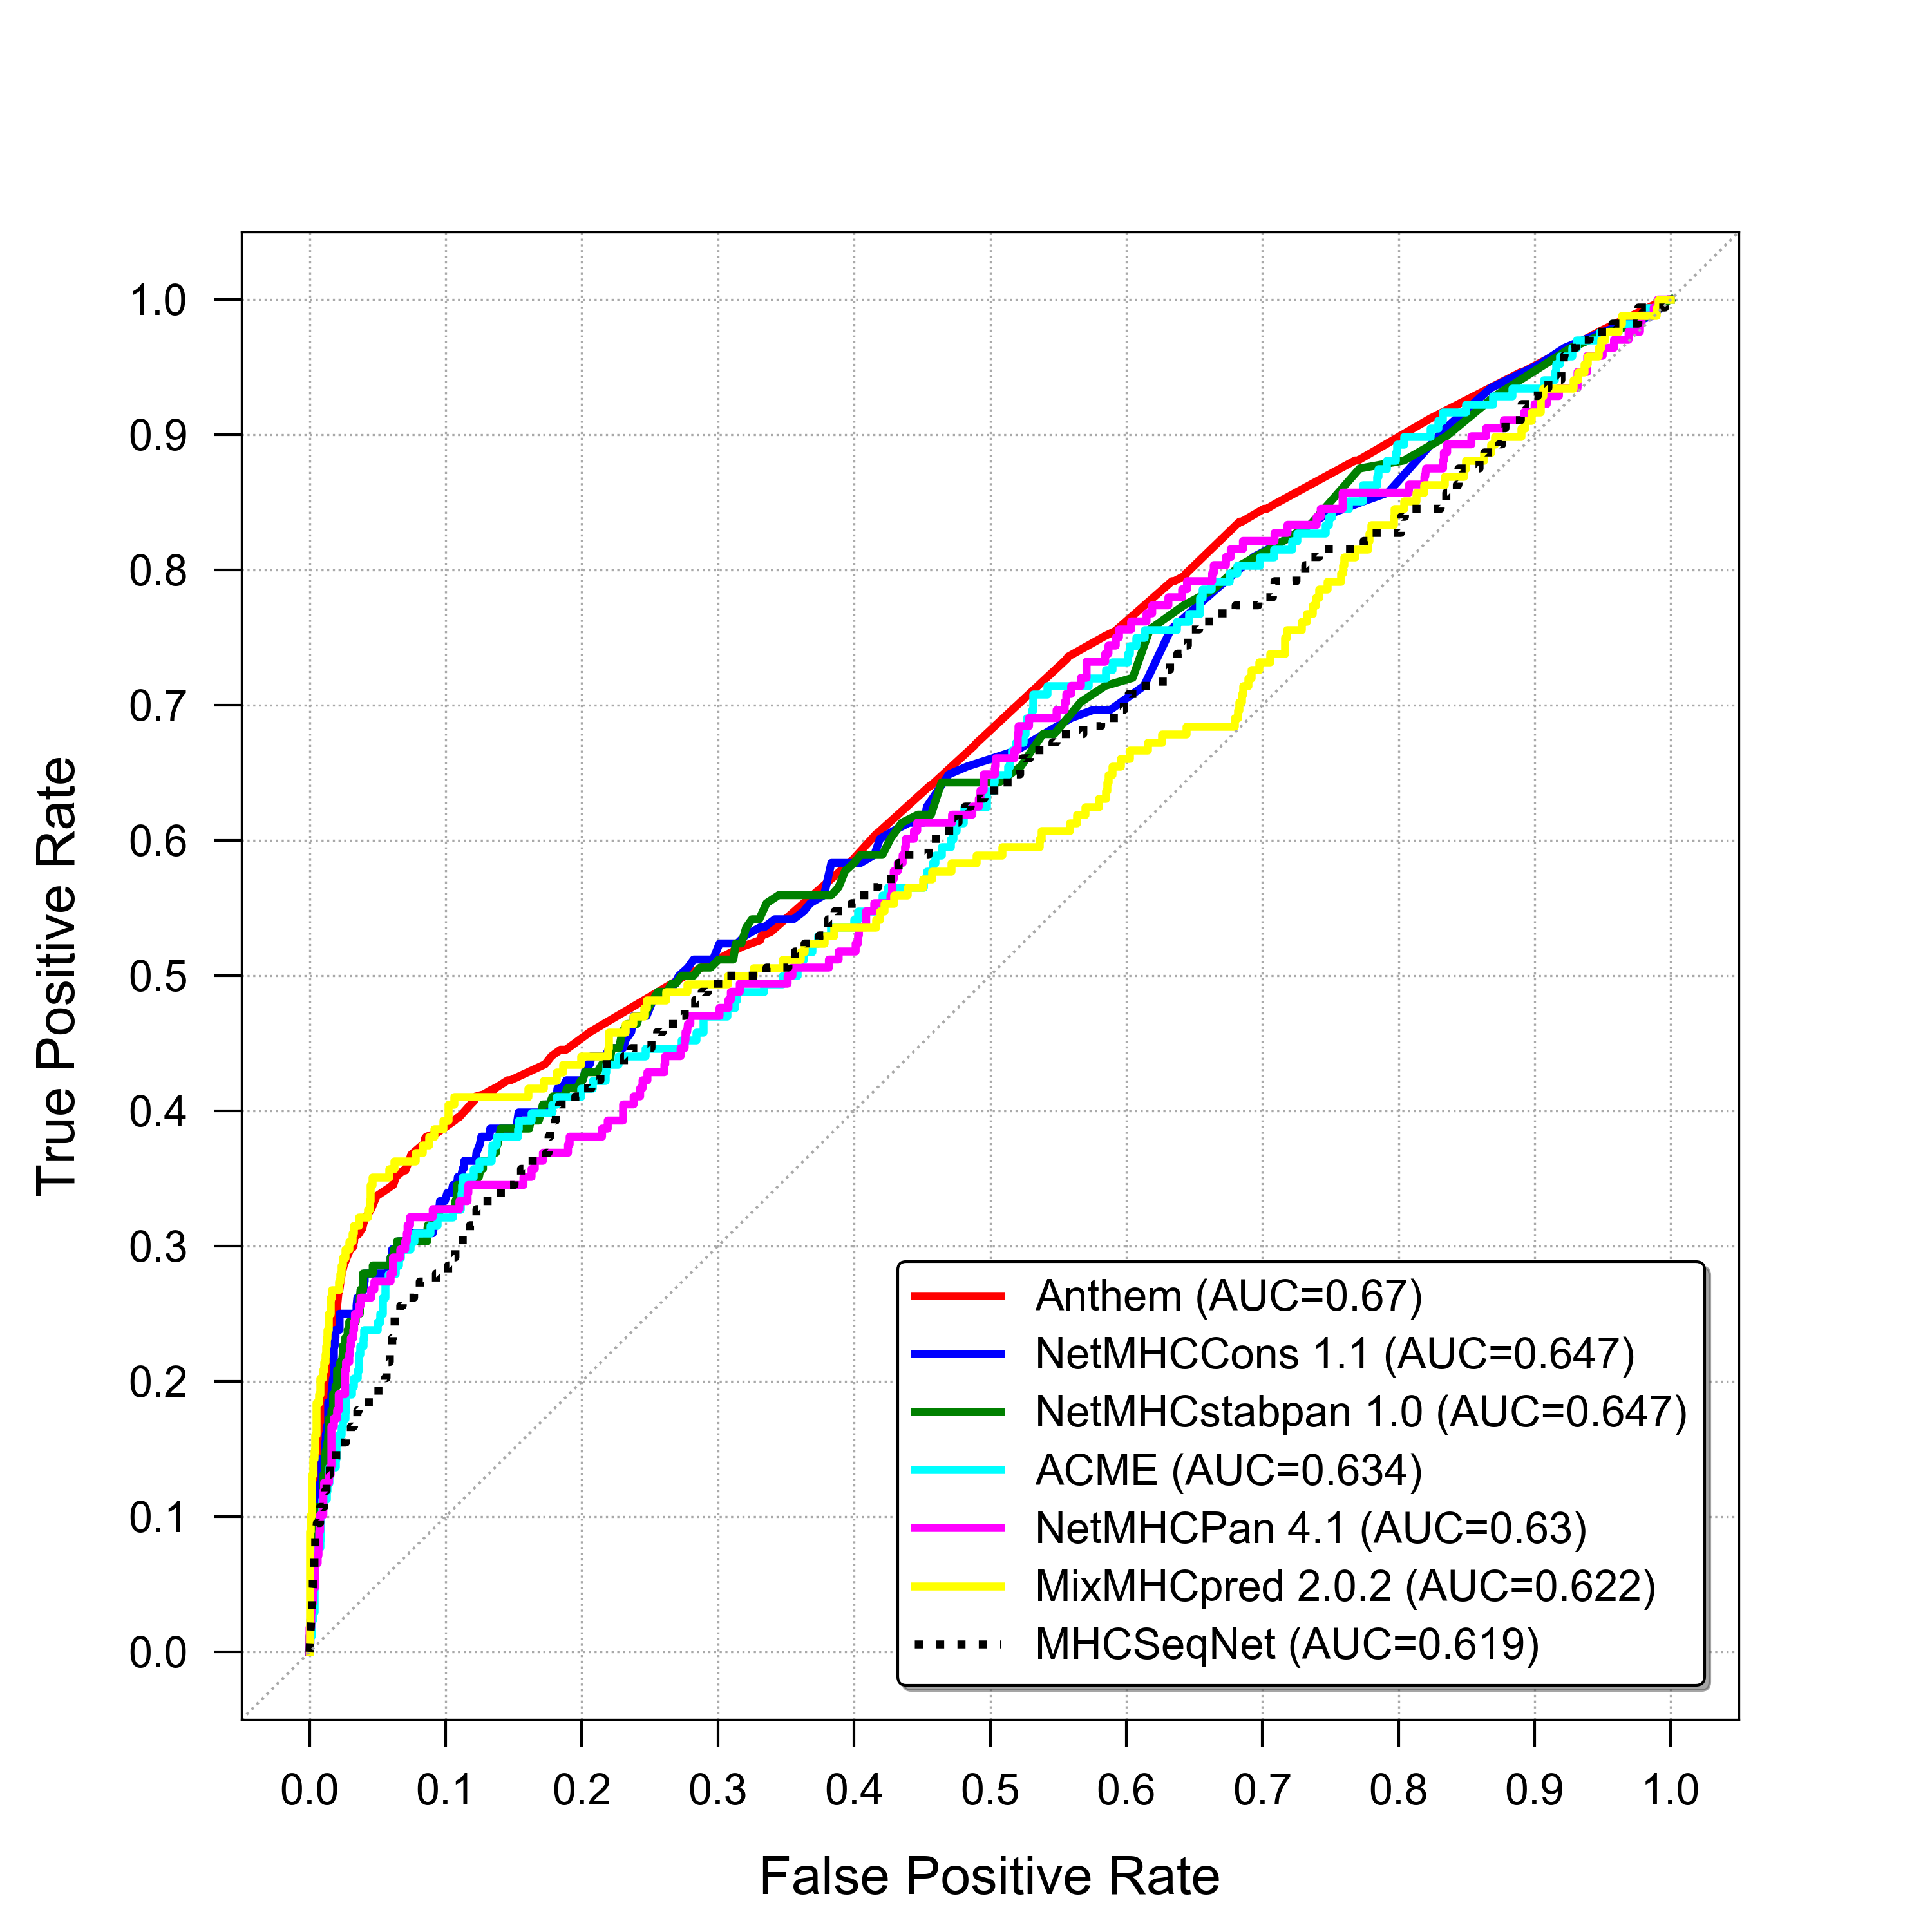 True Positive Rate
1.0
0.9
0.8
0.7
0.6
0.5
0.4
0.3
0.2
0.1
0.0
Anthem (AUC=0.67)
NetMHCCons 1.1 (AUC=0.647)
NetMHCstabpan 1.0 (AUC=0.647)
ACME (AUC=0.634)
NetMHCPan 4.1 (AUC=0.63)
MixMHCpred 2.0.2 (AUC=0.622)
MHCSeqNet (AUC=0.619)
0.0 0.1 0.2 0.3 0.4 0.5 0.6 0.7 0.8 0.9 1.0
False Positive Rate